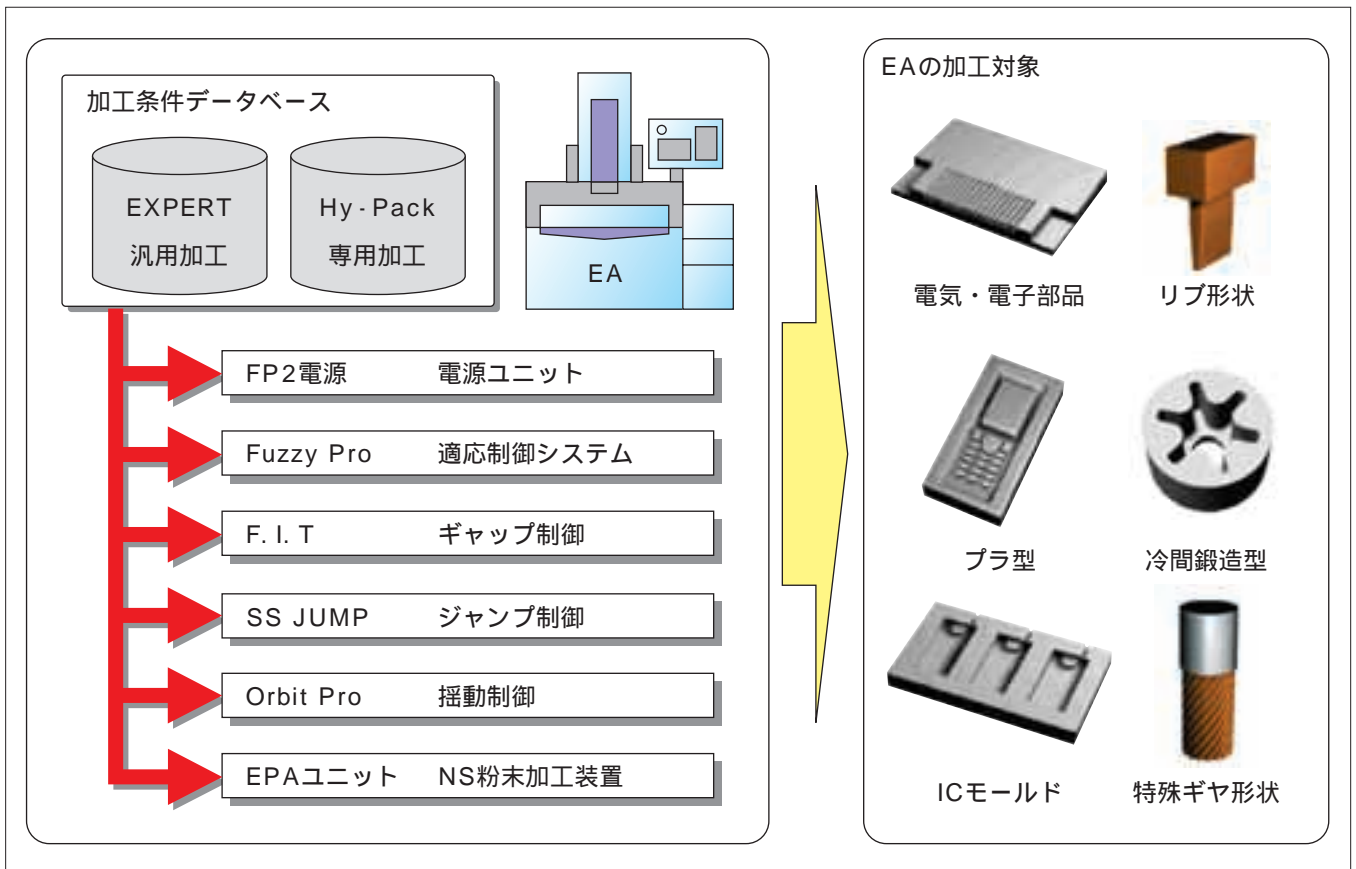 加工条件データベース
EXPERT
汎用加工
Hy-Pack
専用加工
EA
FP2電源 電源ユニット
Fuzzy Pro 適応制御システム
F. I. T ギャップ制御
SS JUMP ジャンプ制御
Orbit Pro 揺動制御
EPAユニット NS粉末加工装置
EAの加工対象
電気・電子部品 リブ形状
プラ型 冷間鍛造型
ICモールド 特殊ギヤ形状